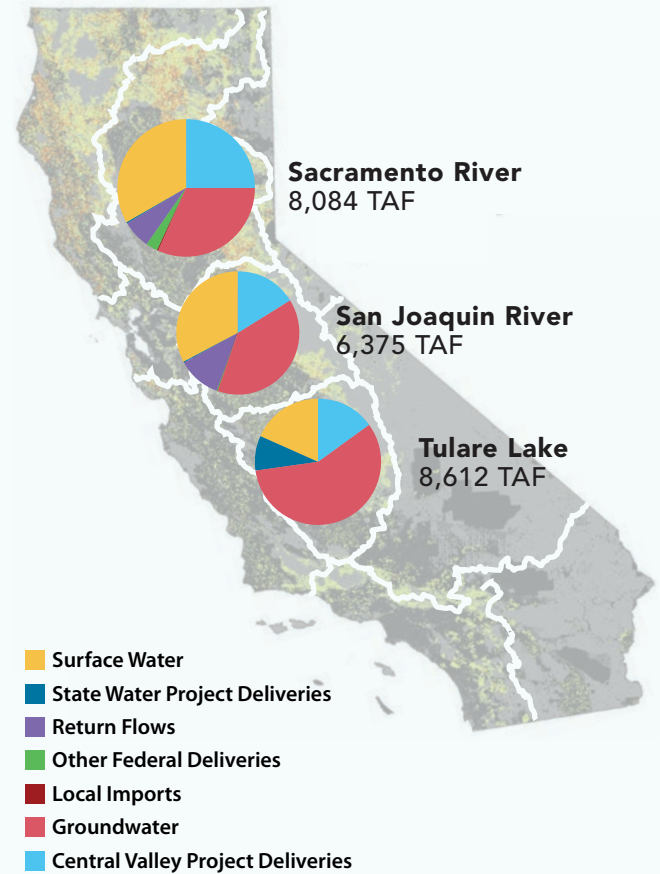 Sacramento River
8,084 TAF
San Joaquin River
6,375 TAF
Tulare Lake
8,612 TAF
Surface Water
State Water Project Deliveries
Return Flows
Other Federal Deliveries
Local Imports
Groundwater
Central Valley Project Deliveries